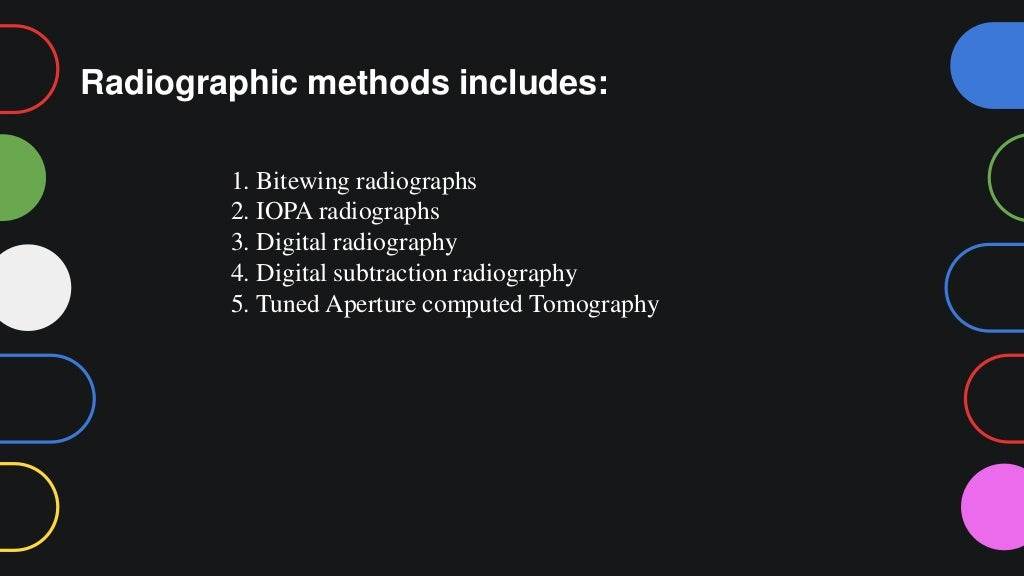 Radiographic methods includes:
1. Bitewing radiographs
2. IOPA radiographs
3. Digital radiography
4. Digital subtraction radiography
5. Tuned Aperture computed Tomography